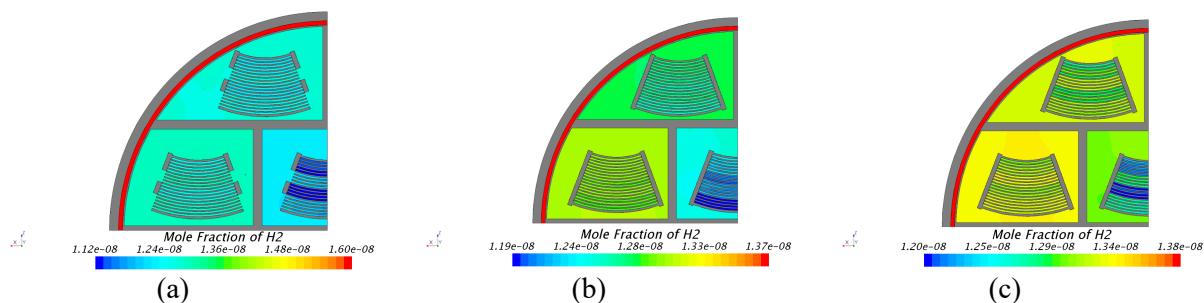 Mole Fraction of H2
1.12e-08 1.24e-08 1.36e-08 1.48e-08 1.60e-08
(a)
Mole Fraction of H2
1.19e-08 1.24e-08 1.28e-08 1.33e-08 1.37e-08
(b)
Mole Fraction of H2
1.20e-08 1.25e-08 1.29e-08 1.34e-08 1.38e-08
(c)